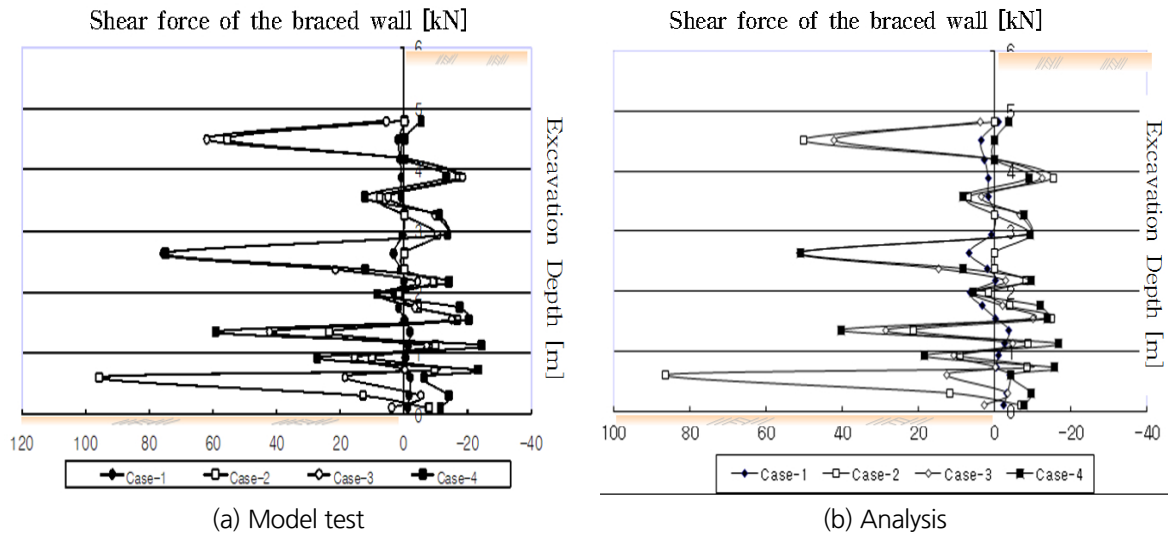 Shear force of the braced wall [kN]
6
5
4
3
2
1
0
Excavation Depth [m]
120 100 80 60 40 20 0 -20 -40
Case-1 Case-2 Case-3 Case-4
(a) Model test
Shear force of the braced wall [kN]
6
5
4
3
2
1
0
Excavation Depth [m]
100 80 60 40 20 0 -20 -40
Case-1 Case-2 Case-3 Case-4
(b) Analysis